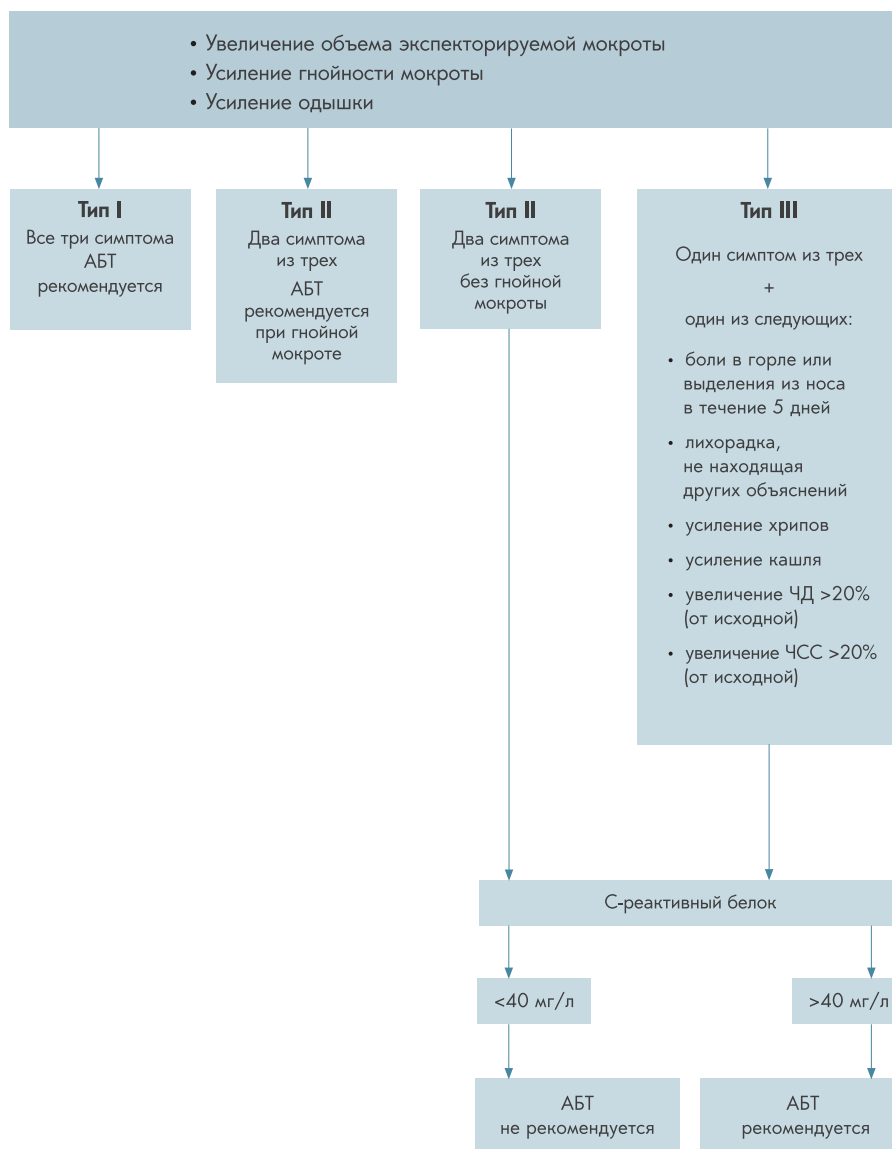 • Увеличение объема экспекторируемой мокроты
• Усиление гнойности мокроты
• Усиление одышки
Тип I
Все три симптома
АБТ
рекомендуется
Тип II
Два симптома
из трех
АБТ
рекомендуется
при гнойной
мокроте
Тип II
Два симптома
из трех
без гнойной
мокроты
Тип III
Один симптом из трех
+
один из следующих:
• боли в горле или
выделения из носа
в течение 5 дней
• лихорадка,
не находящая
других объяснений
• усиление хрипов
• усиление кашля
• увеличение ЧД >20%
(от исходной)
• увеличение ЧСС >20%
(от исходной)
С-реактивный белок
<40 мг/л
>40 мг/л
АБТ
не рекомендуется
АБТ
рекомендуется